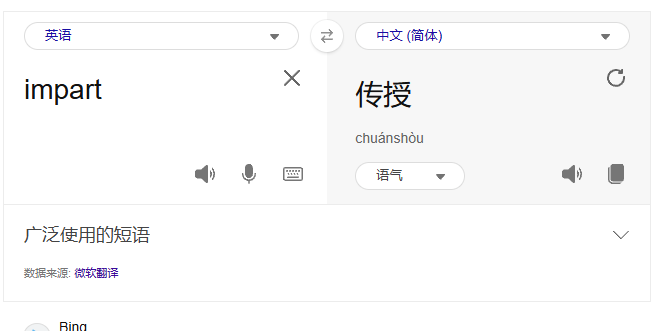 英语
中文 (简体)
impart
传授
chuánshòu
语气
广泛使用的短语
数据来源: 微软翻译
Bing